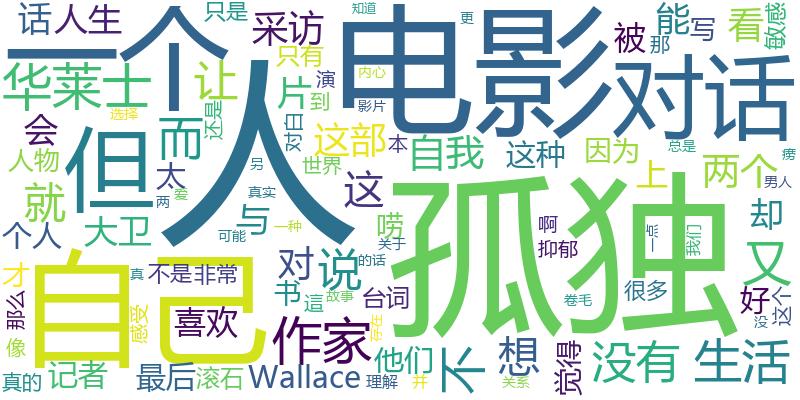 话 人生 一个 只是 采访 知道 电影 更 能 写 看 敏感
被 那
华莱士 让 片 只有 演 内心 到 影片 对话
选择 还是 对白
会 但 人 而 这部 本 自我 这种 因为 上 两个 总是 痨
人物 太 另 世界 男人
就 两 爱 真实 与 这 唠 孤独 却
个人 大卫 可能 一种 关于 啊 抑郁 一点 我们 又
才 自己 真 不是 非常 对 说 的话
那么 感受 喜欢 书 這 故事 台词 卷毛 很多 好 这个 没
像 作家 存在 他们 不 想 觉得 没有 生活
真的 记者 最后 滚石 Wallace 理解 并 关系